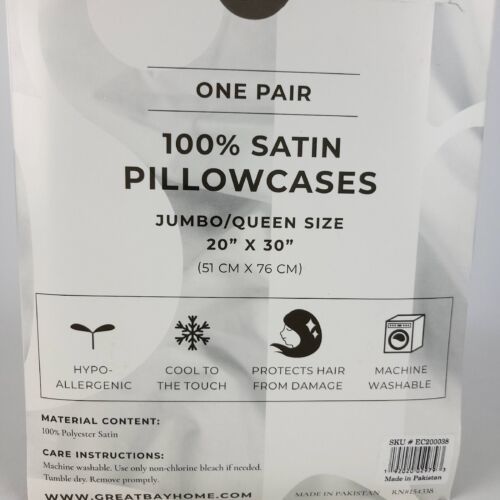 ONE PAIR
100% SATIN
PILLOWCASES
JUMBO/QUEEN SIZE
20” X 30”
(51 CM X 76 CM)
HYPO-
ALLERGENIC
COOL TO
THE TOUCH
PROTECTS HAIR
FROM DAMAGE
MACHINE
WASHABLE
MATERIAL CONTENT:
100% Polyester Satin
CARE INSTRUCTIONS:
Machine washable. Use only non-chlorine bleach if needed.
Tumble dry. Remove promptly.
WWW.GREATBAYHOME.COM
SKU # EC200038
Made in Pakistan
MADE IN PAKISTAN